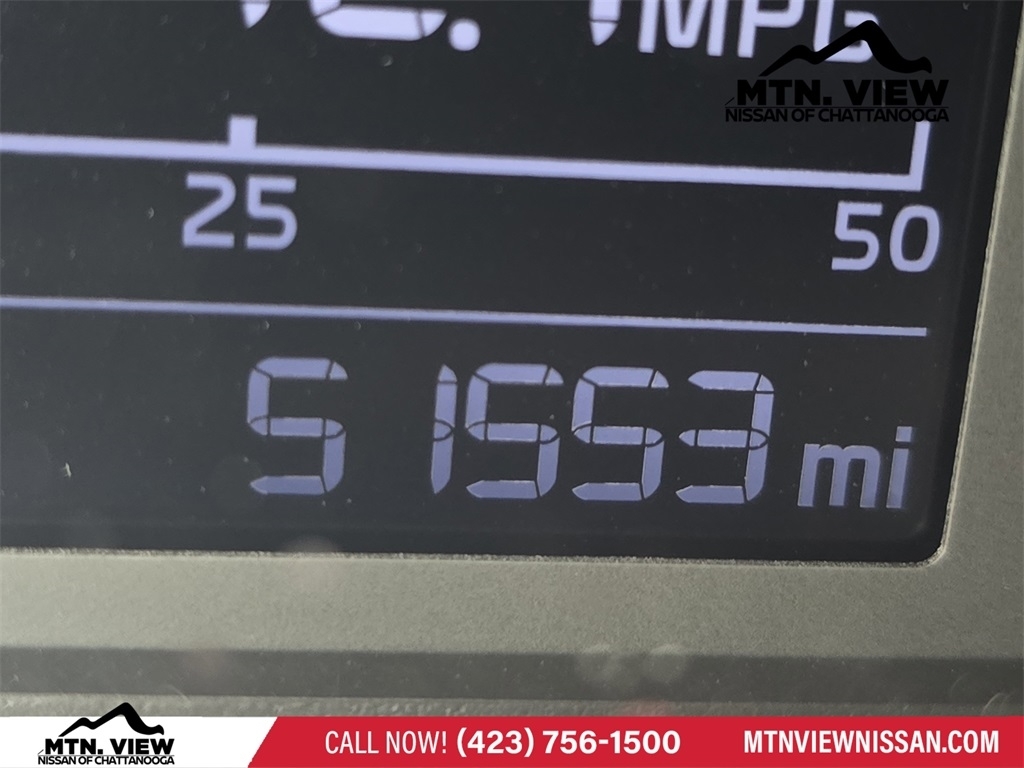 MPG
MTN. VIEW
NISSAN OF CHATTANOOGA
25 50
51553 mi
MTN. VIEW
NISSAN OF CHATTANOOGA
CALL NOW! (423) 756-1500
MTNVIEWNISSAN.COM